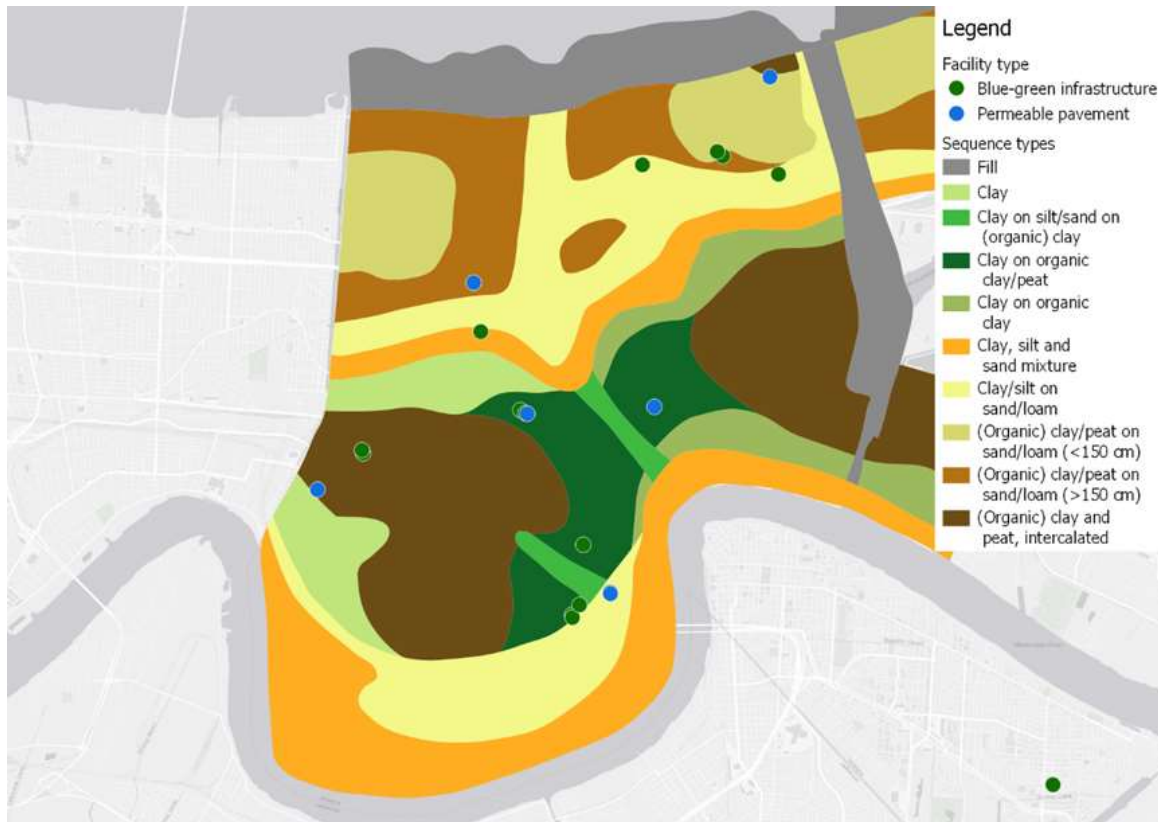 Legend
Facility type
Blue-green infrastructure
Permeable pavement
Sequence types
Fill
Clay
Clay on silt/sand on
(organic) clay
Clay on organic
clay/peat
Clay on organic
clay
Clay, silt and
sand mixture
Clay/silt on
sand/loam
(Organic) clay/peat on
sand/loam (<150 cm)
(Organic) clay/peat on
sand/loam (>150 cm)
(Organic) clay and
peat, intercalated